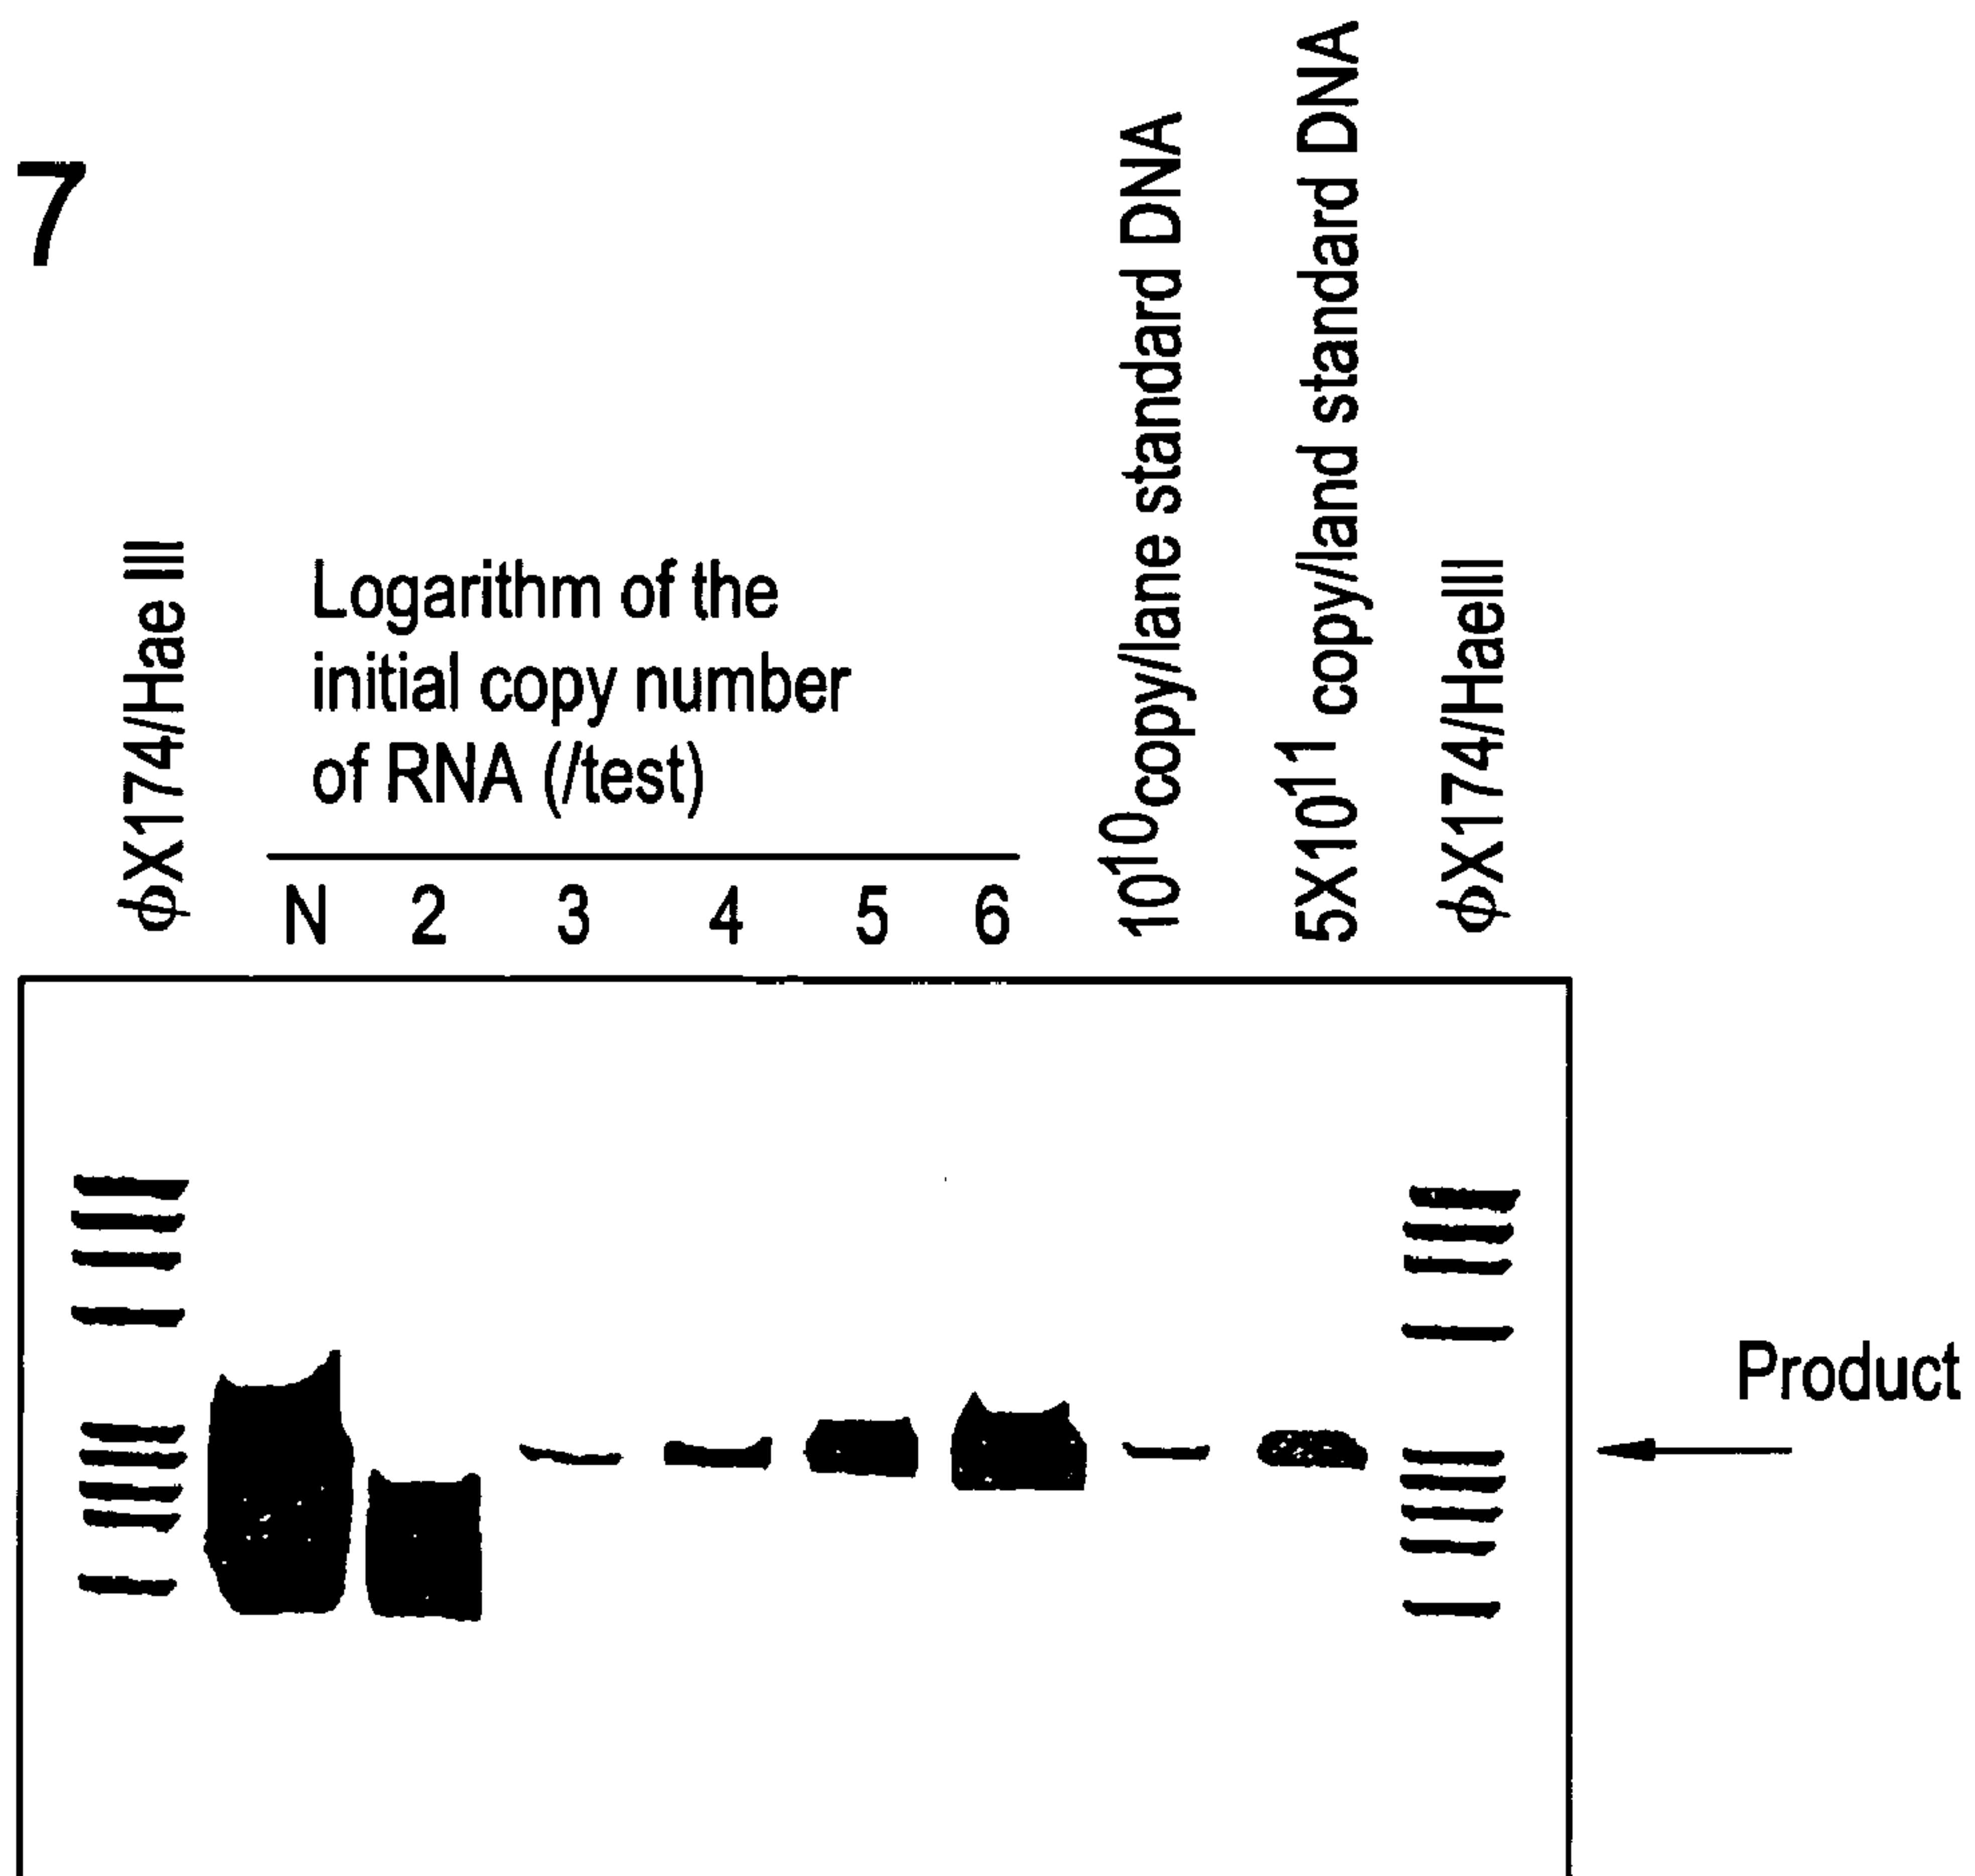 7
φX174/Hae III
Logarithm of the
initial copy number
of RNA (/test)
N 2 3 4 5 6
10¹⁰copy/lane standard DNA
5X10¹¹ copy/land standard DNA
φX174/HaeIII
Product